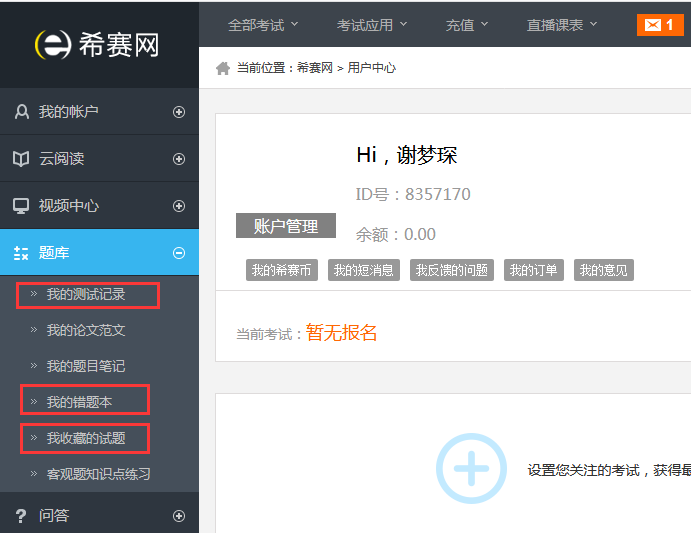 希赛网
全部考试 考试应用 充值 直播课表 1
当前位置：希赛网 > 用户中心
我的帐户
云阅读
视频中心
题库
» 我的测试记录
» 我的论文范文
» 我的题目笔记
» 我的错题本
» 我收藏的试题
» 客观题知识点练习
? 问答
Hi，谢梦琛
ID号：8357170
账户管理
余额：0.00
我的希赛币 我的短消息 我反馈的问题 我的订单 我的意见
当前考试：暂无报名
设置您关注的考试，获得最